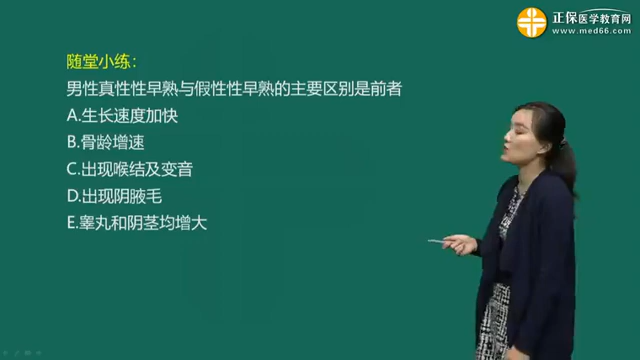 正保医学教育网
www.med66.com
随堂小练：
男性真性性早熟与假性性早熟的主要区别是前者
A.生长速度加快
B.骨龄增速
C.出现喉结及变音
D.出现阴腋毛
E.睾丸和阴茎均增大